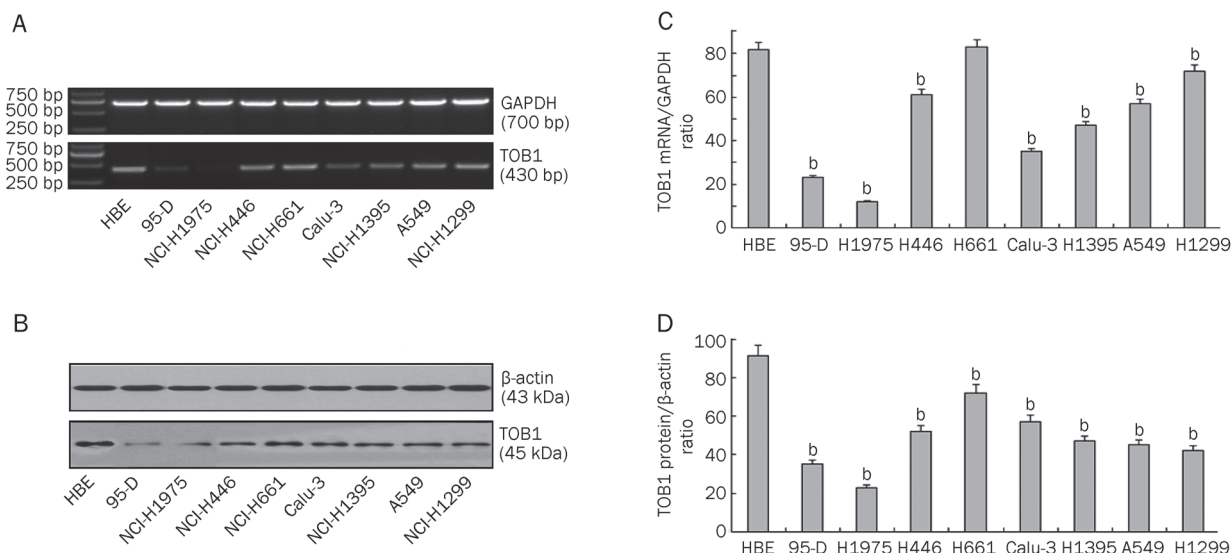 A
750 bp
500 bp
250 bp
GAPDH
(700 bp)
750 bp
500 bp
250 bp
TOB1
(430 bp)
HBE
95-D
NCI-H1975
NCI-H446
NCI-H661
Calu-3
NCI-H1395
A549
NCI-H1299
B
β-actin
(43 kDa)
TOB1
(45 kDa)
HBE
95-D
NCI-H1975
NCI-H446
NCI-H661
Calu-3
NCI-H1395
A549
NCI-H1299
C
TOB1 mRNA/GAPDH
ratio
80
60
40
20
0
b
b
b
b
b
b
b
HBE 95-D H1975 H446 H661 Calu-3 H1395 A549 H1299
D
TOB1 protein/β-actin
ratio
100
80
60
40
20
0
b
b
b
b
b
b
b
b
HBE 95-D H1975 H446 H661 Calu-3 H1395 A549 H1299